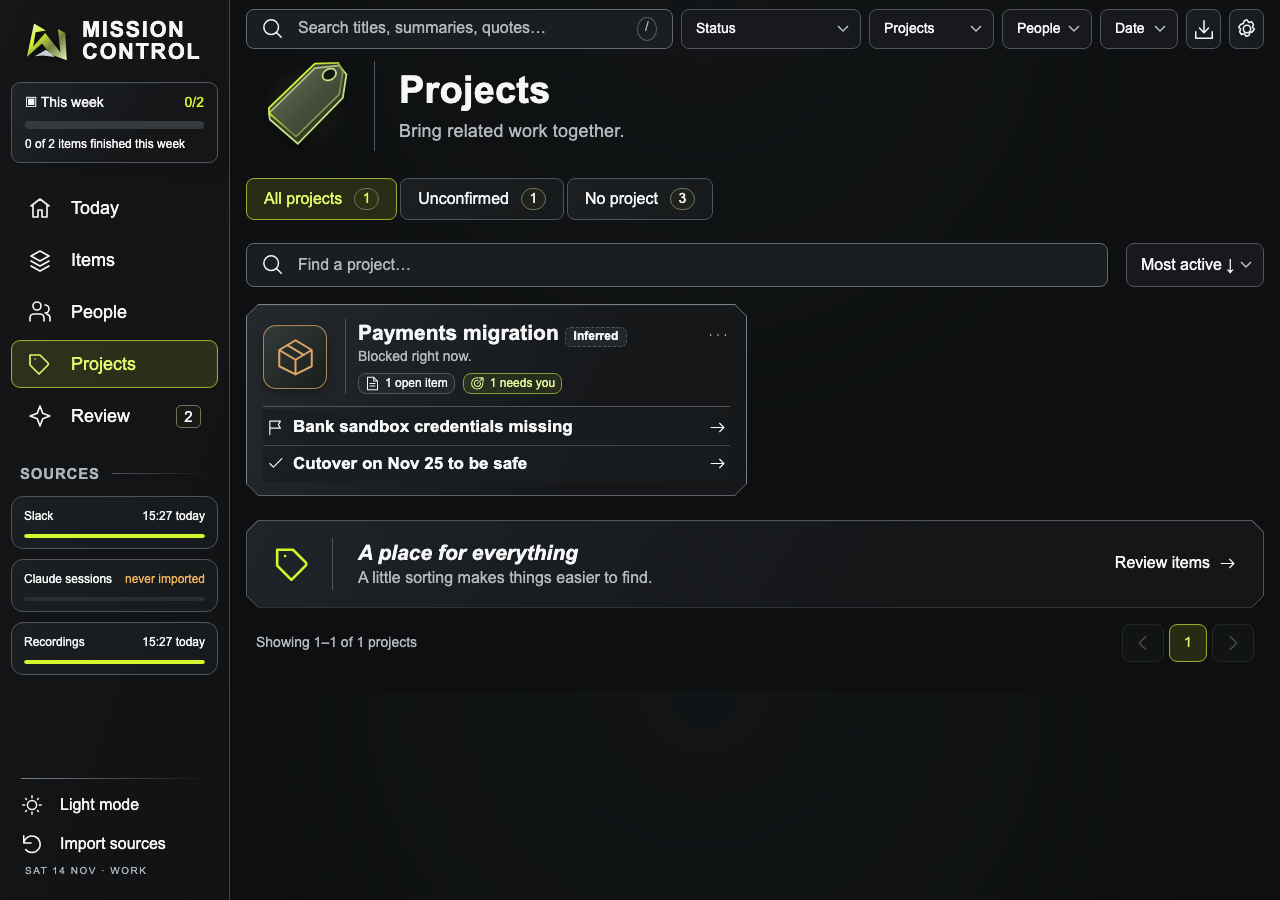 MISSION
CONTROL
This week 0/2
0 of 2 items finished this week
Today
Items
People
Projects
Review 2
SOURCES
Slack 15:27 today
Claude sessions never imported
Recordings 15:27 today
Light mode
Import sources
SAT 14 NOV · WORK
Search titles, summaries, quotes… /
Status
Projects
People
Date
Projects
Bring related work together.
All projects 1
Unconfirmed 1
No project 3
Find a project…
Most active ↓
Payments migration Inferred ···
Blocked right now.
1 open item
1 needs you
Bank sandbox credentials missing →
Cutover on Nov 25 to be safe →
A place for everything
A little sorting makes things easier to find.
Review items →
Showing 1–1 of 1 projects
1